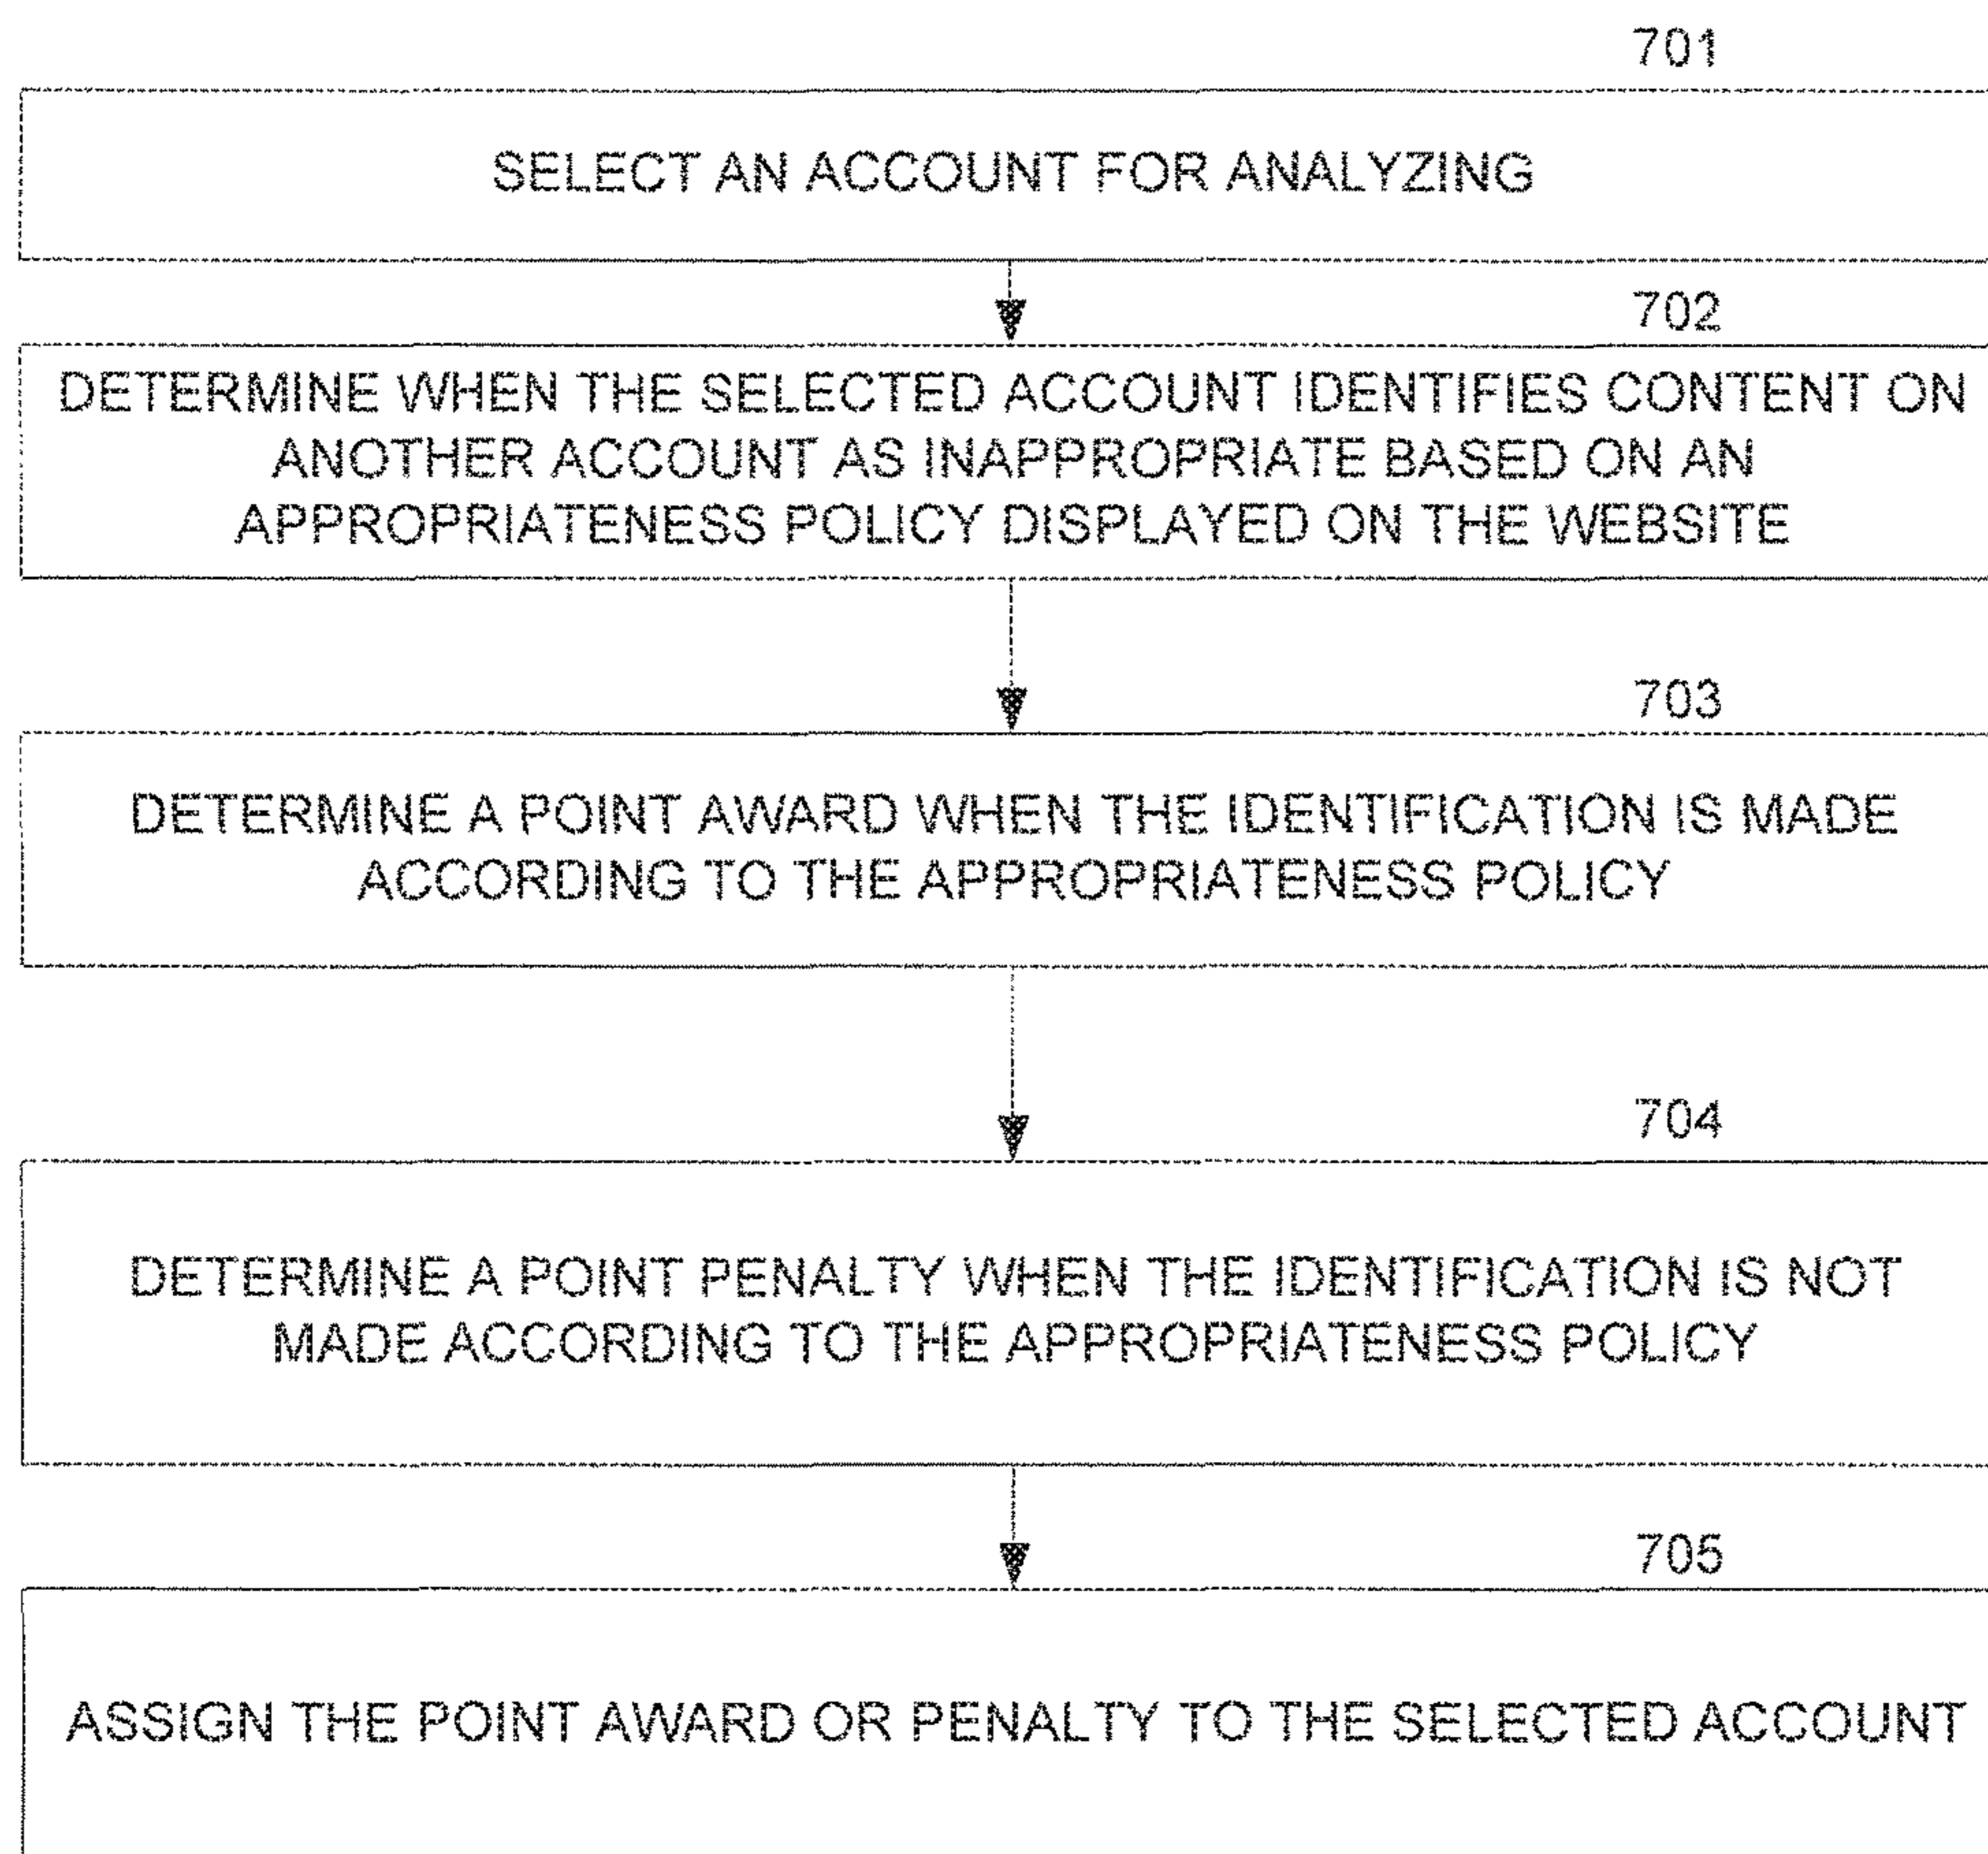 701
SELECT AN ACCOUNT FOR ANALYZING
702
DETERMINE WHEN THE SELECTED ACCOUNT IDENTIFIES CONTENT ON
ANOTHER ACCOUNT AS INAPPROPRIATE BASED ON AN
APPROPRIATENESS POLICY DISPLAYED ON THE WEBSITE
703
DETERMINE A POINT AWARD WHEN THE IDENTIFICATION IS MADE
ACCORDING TO THE APPROPRIATENESS POLICY
704
DETERMINE A POINT PENALTY WHEN THE IDENTIFICATION IS NOT
MADE ACCORDING TO THE APPROPRIATENESS POLICY
705
ASSIGN THE POINT AWARD OR PENALTY TO THE SELECTED ACCOUNT